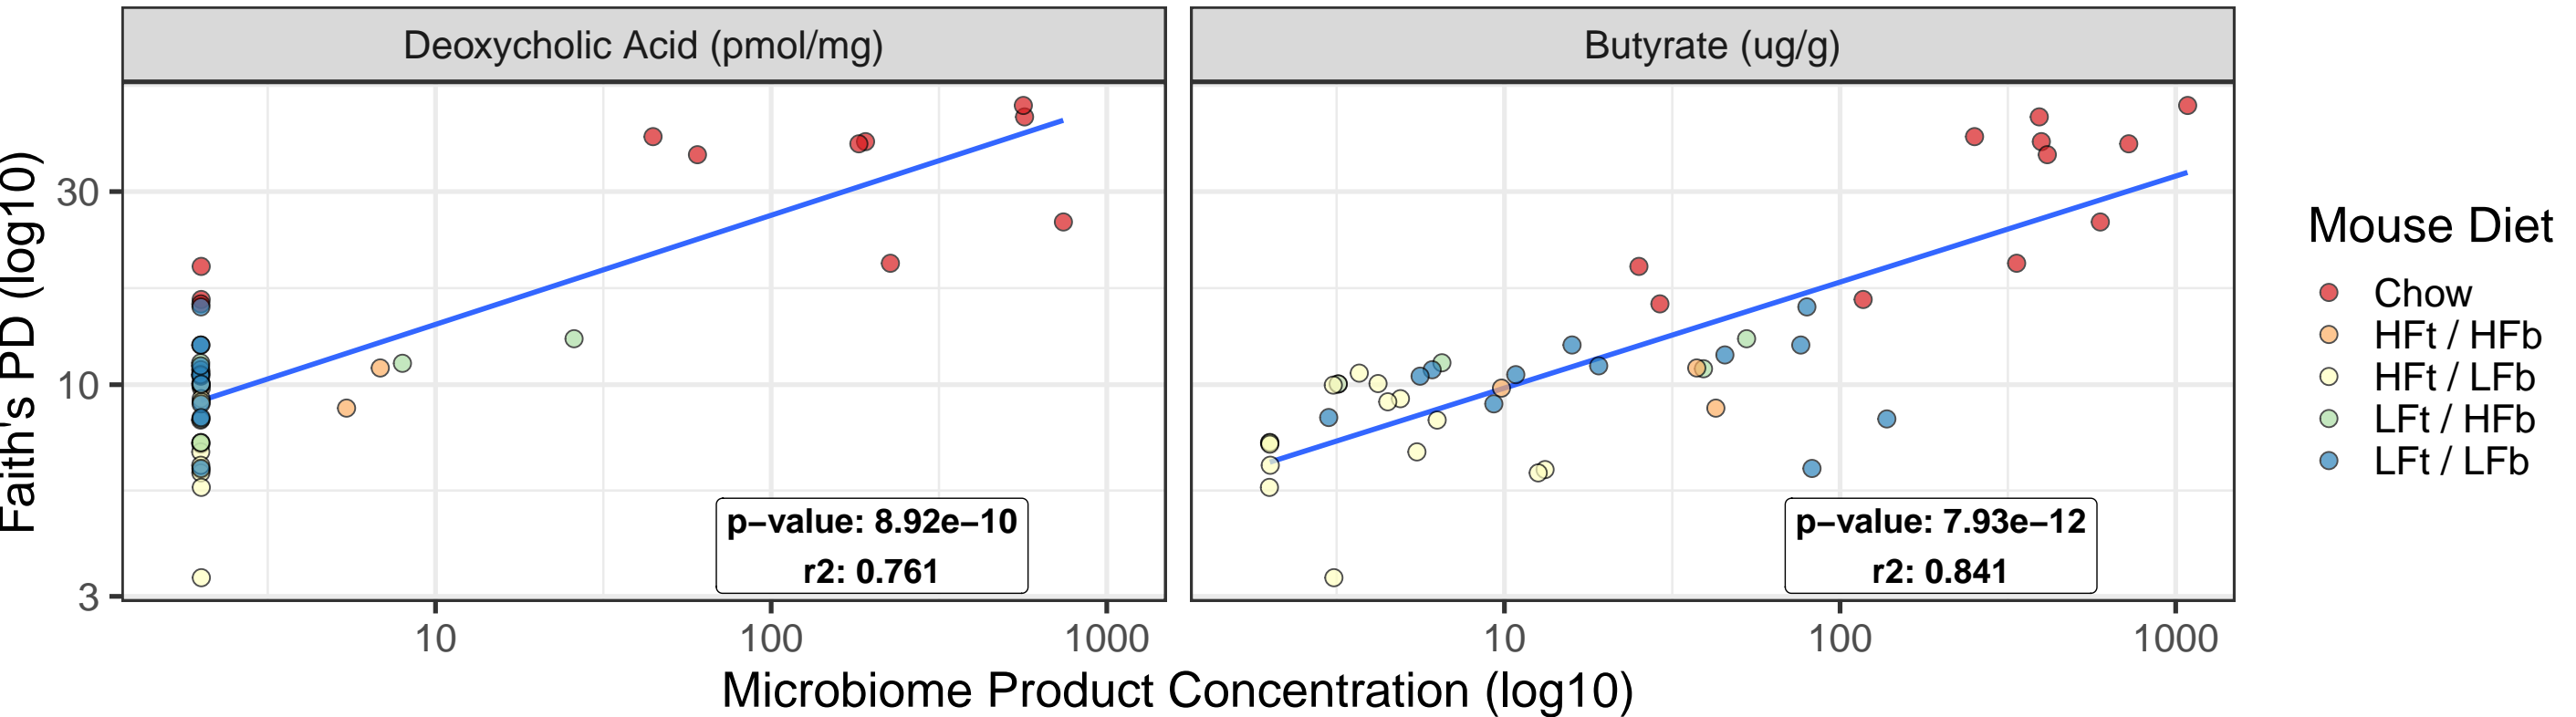 Deoxycholic Acid (pmol/mg)
Butyrate (ug/g)
Faith's PD (log10)
30
10
3
p−value: 8.92e−10
r2: 0.761
p−value: 7.93e−12
r2: 0.841
10
100
1000
10
100
1000
Microbiome Product Concentration (log10)
Mouse Diet
Chow
HFt / HFb
HFt / LFb
LFt / HFb
LFt / LFb